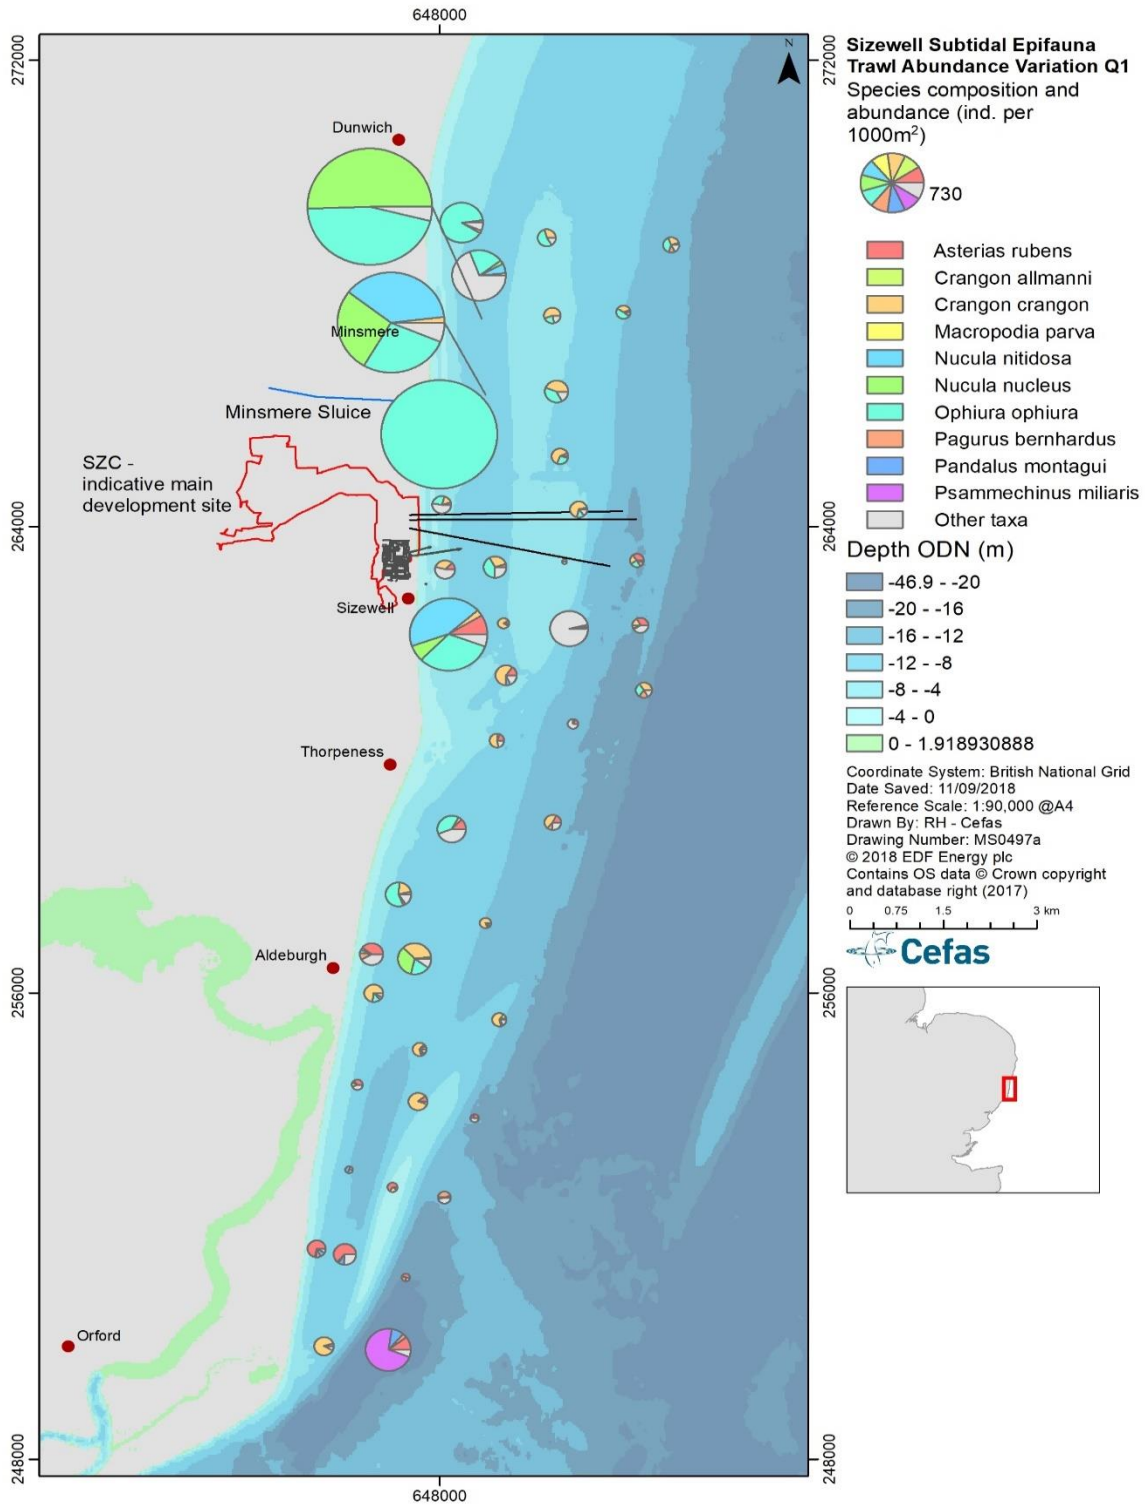 648000
272000
264000
256000
248000
N
Dunwich
Minsmere
Minsmere Sluice
SZC -
indicative main
development site
Sizewell
Thorpeness
Aldeburgh
Orford
272000
264000
256000
248000
648000
Sizewell Subtidal Epifauna
Trawl Abundance Variation Q1
Species composition and
abundance (ind. per
1000m²)
730
Asterias rubens
Crangon allmanni
Crangon crangon
Macropodia parva
Nucula nitidosa
Nucula nucleus
Ophiura ophiura
Pagurus bernhardus
Pandalus montagui
Psammechinus miliaris
Other taxa
Depth ODN (m)
-46.9 - -20
-20 - -16
-16 - -12
-12 - -8
-8 - -4
-4 - 0
0 - 1.918930888
Coordinate System: British National Grid
Date Saved: 11/09/2018
Reference Scale: 1:90,000 @A4
Drawn By: RH - Cefas
Drawing Number: MS0497a
© 2018 EDF Energy plc
Contains OS data © Crown copyright
and database right (2017)
0 0.75 1.5 3 km
Cefas